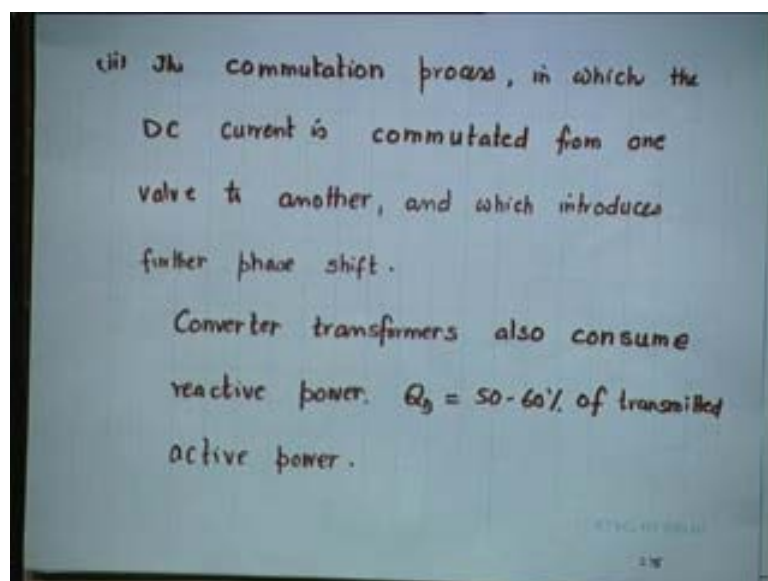 (ii) The commutation process, in which the
DC current is commutated from one
valve to another, and which introduces
further phase shift.
Converter transformers also consume
reactive power. QD = 50-60% of transmitted
active power.